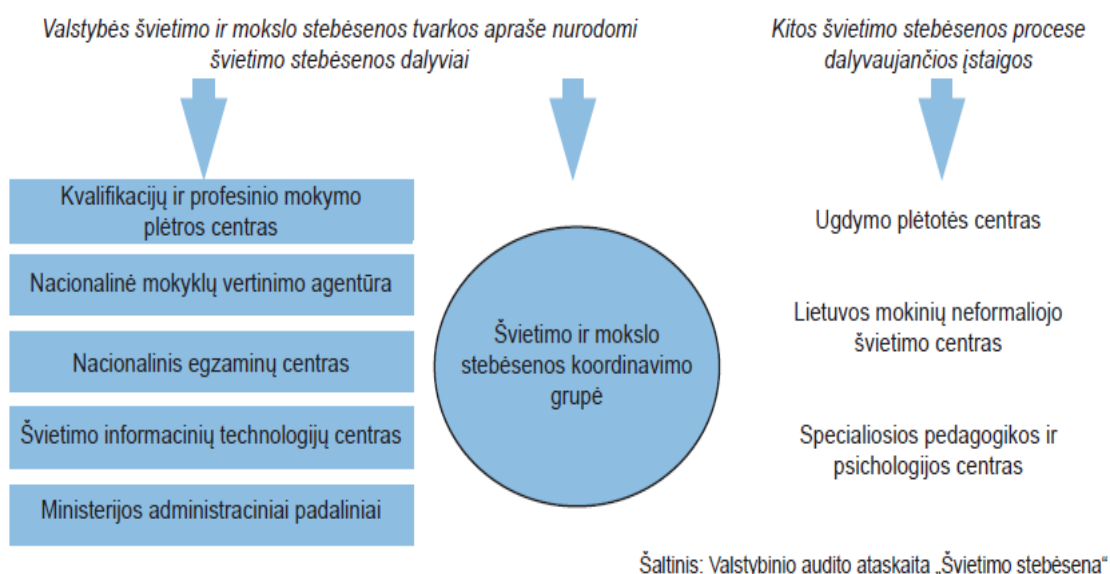 Valstybės švietimo ir mokslo stebėsenos tvarkos apraše nurodomi
švietimo stebėsenos dalyviai
Kitos švietimo stebėsenos procese
dalyvaujančios įstaigos
Kvalifikacijų ir profesinio mokymo
plėtros centras
Nacionalinė mokyklų vertinimo agentūra
Nacionalinis egzaminų centras
Švietimo informacinių technologijų centras
Ministerijos administraciniai padaliniai
Švietimo ir mokslo
stebėsenos koordinavimo
grupė
Ugdymo plėtotės centras
Lietuvos mokinių neformaliojo
švietimo centras
Specialiosios pedagogikos ir
psichologijos centras
Šaltinis: Valstybinio audito ataskaita „Švietimo stebėsena“